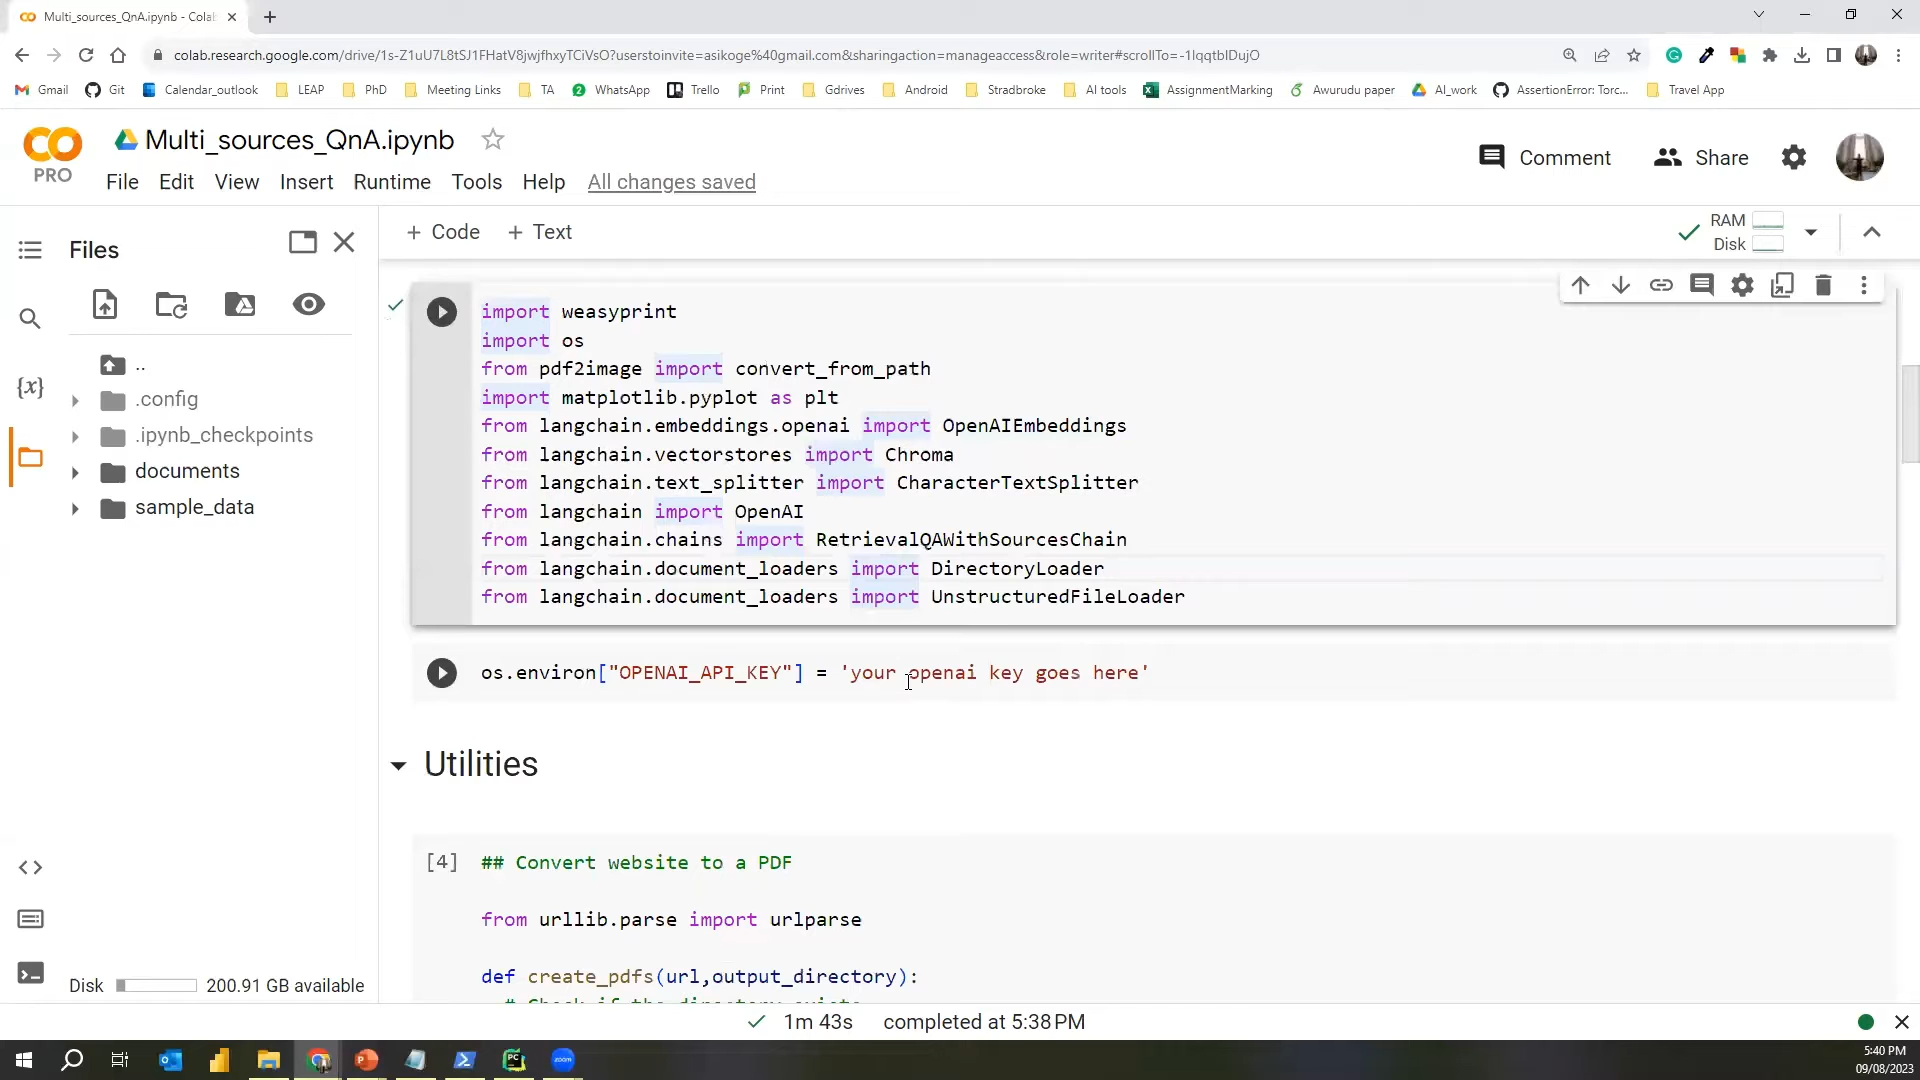 Multi_sources_QnA.ipynb - Colab
colab.research.google.com/drive/1s-Z1uU7L8tSJ1FHatV8jwjfhxyTCiVsO?userstoinvite=asikoge%40gmail.com&sharingaction=manageaccess&role=writer#scrollTo=-1IqqtbIDujO
Gmail Git Calendar_outlook LEAP PhD Meeting Links TA WhatsApp Trello Print Gdrives Android Stradbroke AI tools AssignmentMarking Awurudu paper AI_work AssertionError: Torc... Travel App
Multi_sources_QnA.ipynb
PRO
Comment Share
File Edit View Insert Runtime Tools Help All changes saved
Files
+ Code + Text
RAM
Disk
..
.config
.ipynb_checkpoints
documents
sample_data
{x}
import weasyprint
import os
from pdf2image import convert_from_path
import matplotlib.pyplot as plt
from langchain.embeddings.openai import OpenAIEmbeddings
from langchain.vectorstores import Chroma
from langchain.text_splitter import CharacterTextSplitter
from langchain import OpenAI
from langchain.chains import RetrievalQAWithSourcesChain
from langchain.document_loaders import DirectoryLoader
from langchain.document_loaders import UnstructuredFileLoader
os.environ["OPENAI_API_KEY"] = 'your openai key goes here'
Utilities
[4] ## Convert website to a PDF
from urllib.parse import urlparse
def create_pdfs(url,output_directory):
# Check if the directory exists
Disk 200.91 GB available
1m 43s completed at 5:38 PM
5:40 PM
09/08/2023